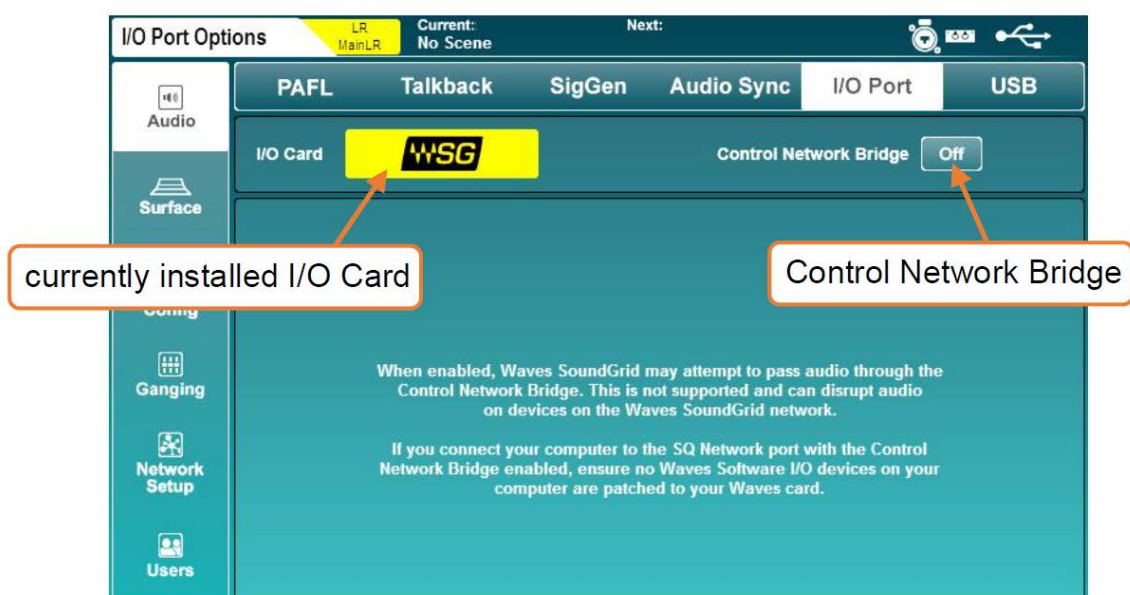 I/O Port Options
LR
MainLR
Current:
No Scene
Next:
PAFL Talkback SigGen Audio Sync I/O Port USB
Audio
I/O Card
WSG
Control Network Bridge
Off
Surface
currently installed I/O Card
Control Network Bridge
Config
Ganging
When enabled, Waves SoundGrid may attempt to pass audio through the
Control Network Bridge. This is not supported and can disrupt audio
on devices on the Waves SoundGrid network.
Network
Setup
If you connect your computer to the SQ Network port with the Control
Network Bridge enabled, ensure no Waves Software I/O devices on your
computer are patched to your Waves card.
Users